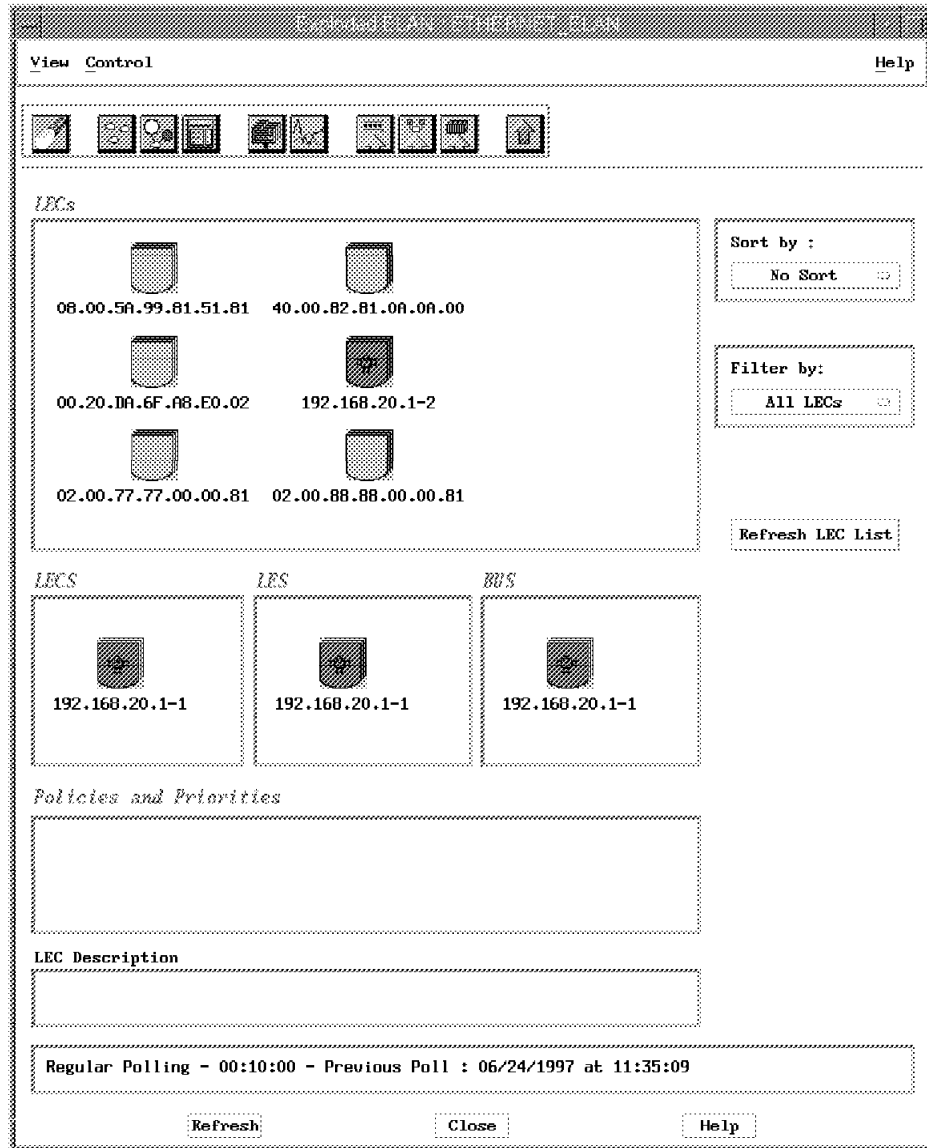 Exploded ELAN : ETHERNET_ELAN
View Control Help
LECs
08.00.5A.99.81.51.81 40.00.82.81.0A.0A.00
00.20.DA.6F.A8.E0.02 192.168.20.1-2
02.00.77.77.00.00.81 02.00.88.88.00.00.81
Sort by :
No Sort
Filter by:
All LECs
Refresh LEC List
LECS LES BUS
192.168.20.1-1 192.168.20.1-1 192.168.20.1-1
Policies and Priorities
LEC Description
Regular Polling - 00:10:00 - Previous Poll : 06/24/1997 at 11:35:09
Refresh Close Help